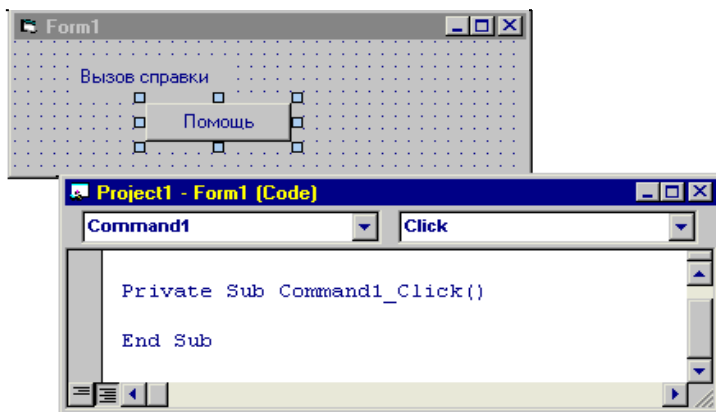 Form1
Вызов справки
Помощь
Project1 - Form1 (Code)
Command1 Click
Private Sub Command1_Click()
End Sub